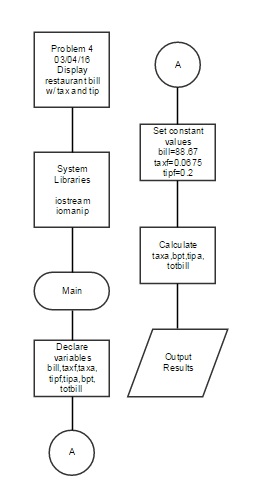 Problem 4
03/04/16
Display
restaurant bill
w/ tax and tip
System
Libraries
iostream
iomanip
Main
Declare
variables
bill,taxf,taxa,
tipf,tipa,bpt,
totbill
A
A
Set constant
values
bill=88.67
taxf=0.0675
tipf=0.2
Calculate
taxa,bpt,tipa,
totbill
Output
Results